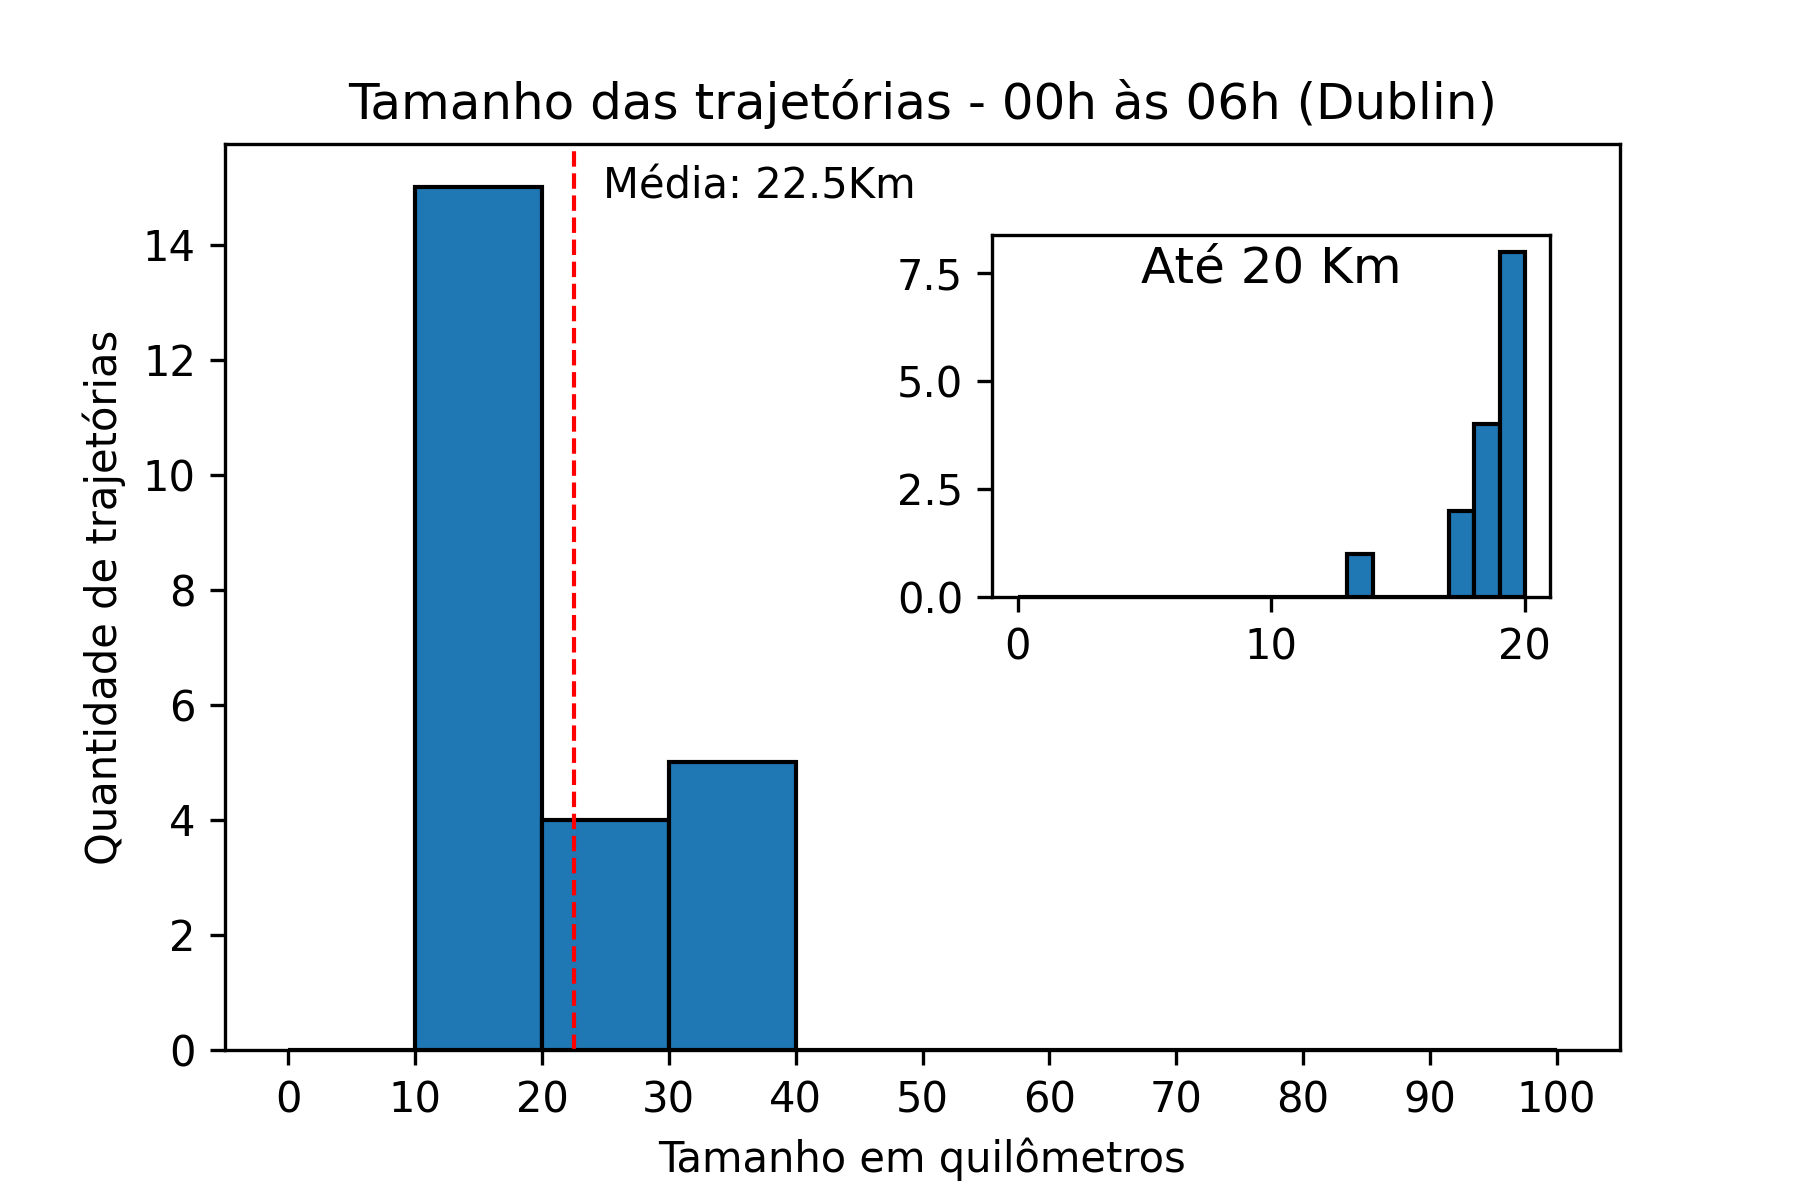 Tamanho das trajetórias - 00h às 06h (Dublin)
Média: 22.5Km
Até 20 Km
7.5
5.0
2.5
0.0
0 10 20
Quantidade de trajetórias
14
12
10
8
6
4
2
0
0 10 20 30 40 50 60 70 80 90 100
Tamanho em quilômetros